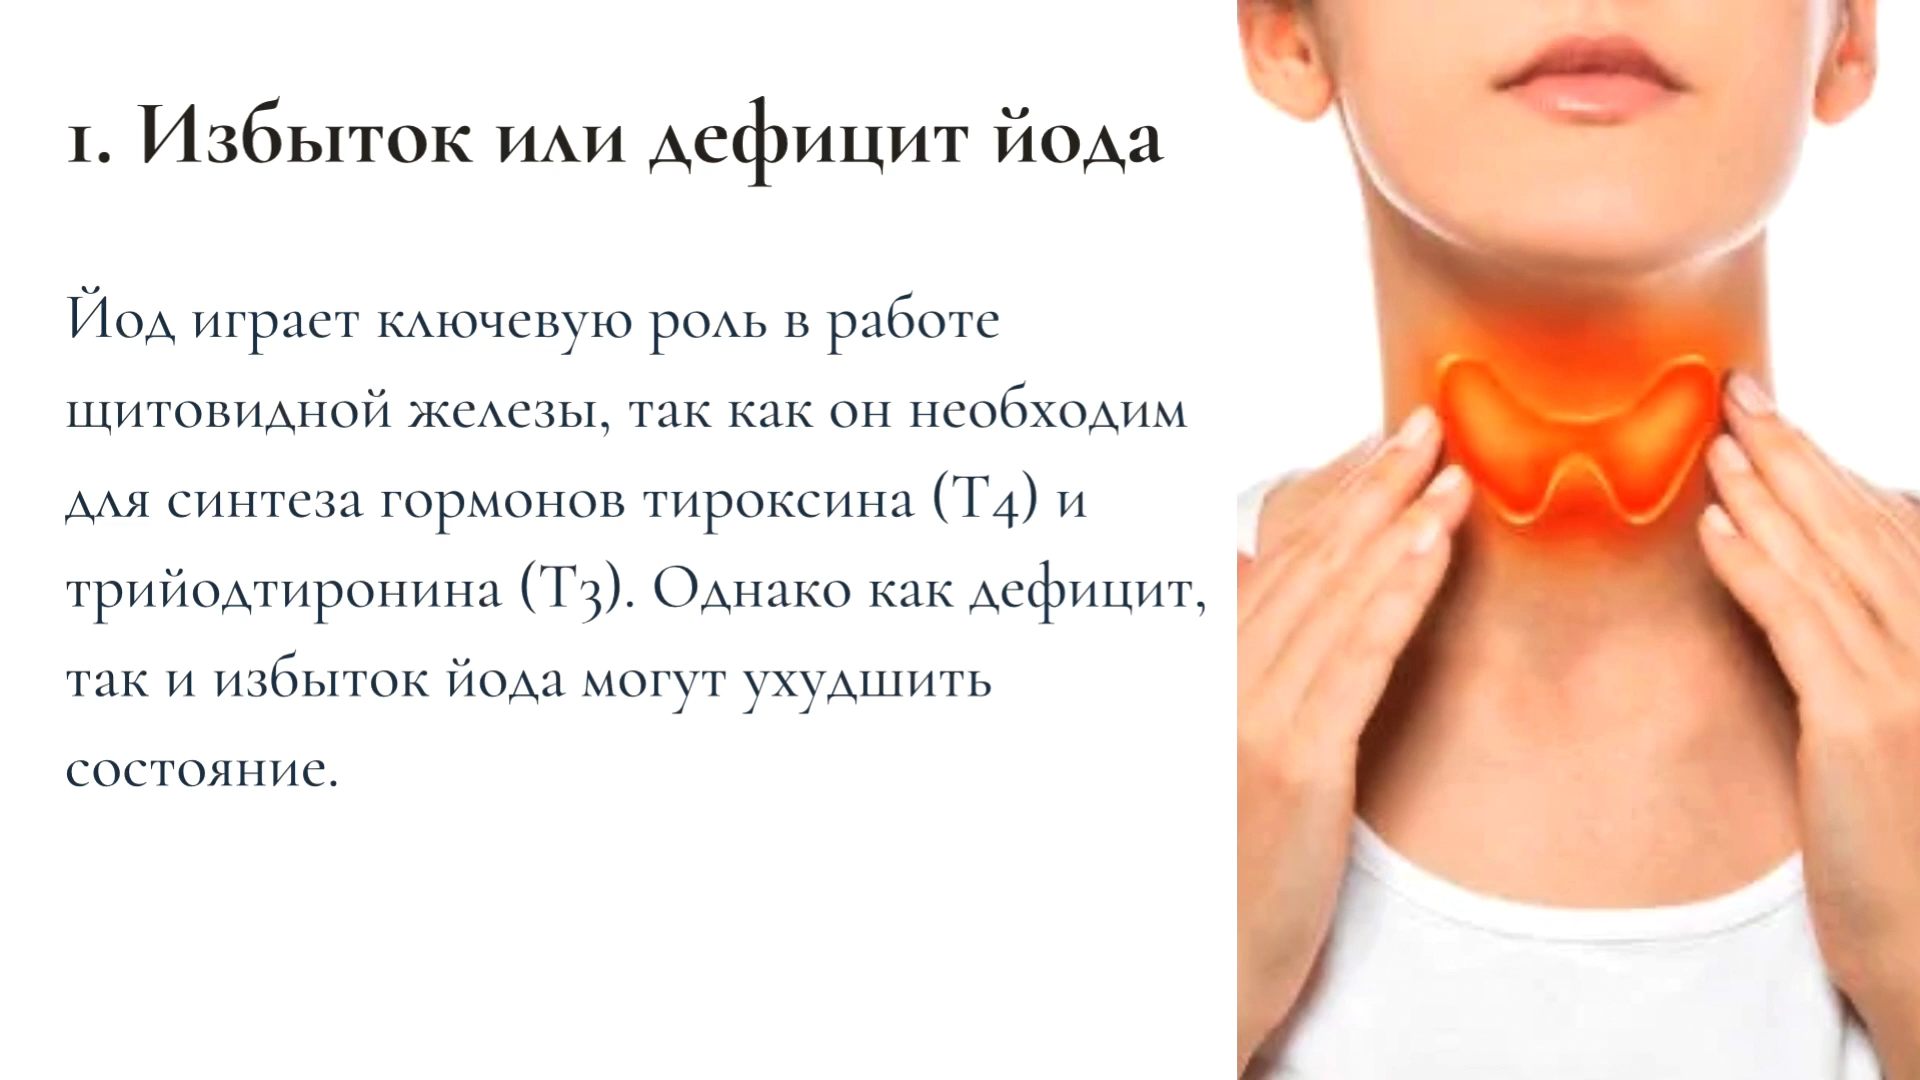 1. Избыток или дефицит йода
Йод играет ключевую роль в работе
щитовидной железы, так как он необходим
для синтеза гормонов тироксина (Т4) и
трийодтиронина (Т3). Однако как дефицит,
так и избыток йода могут ухудшить
состояние.